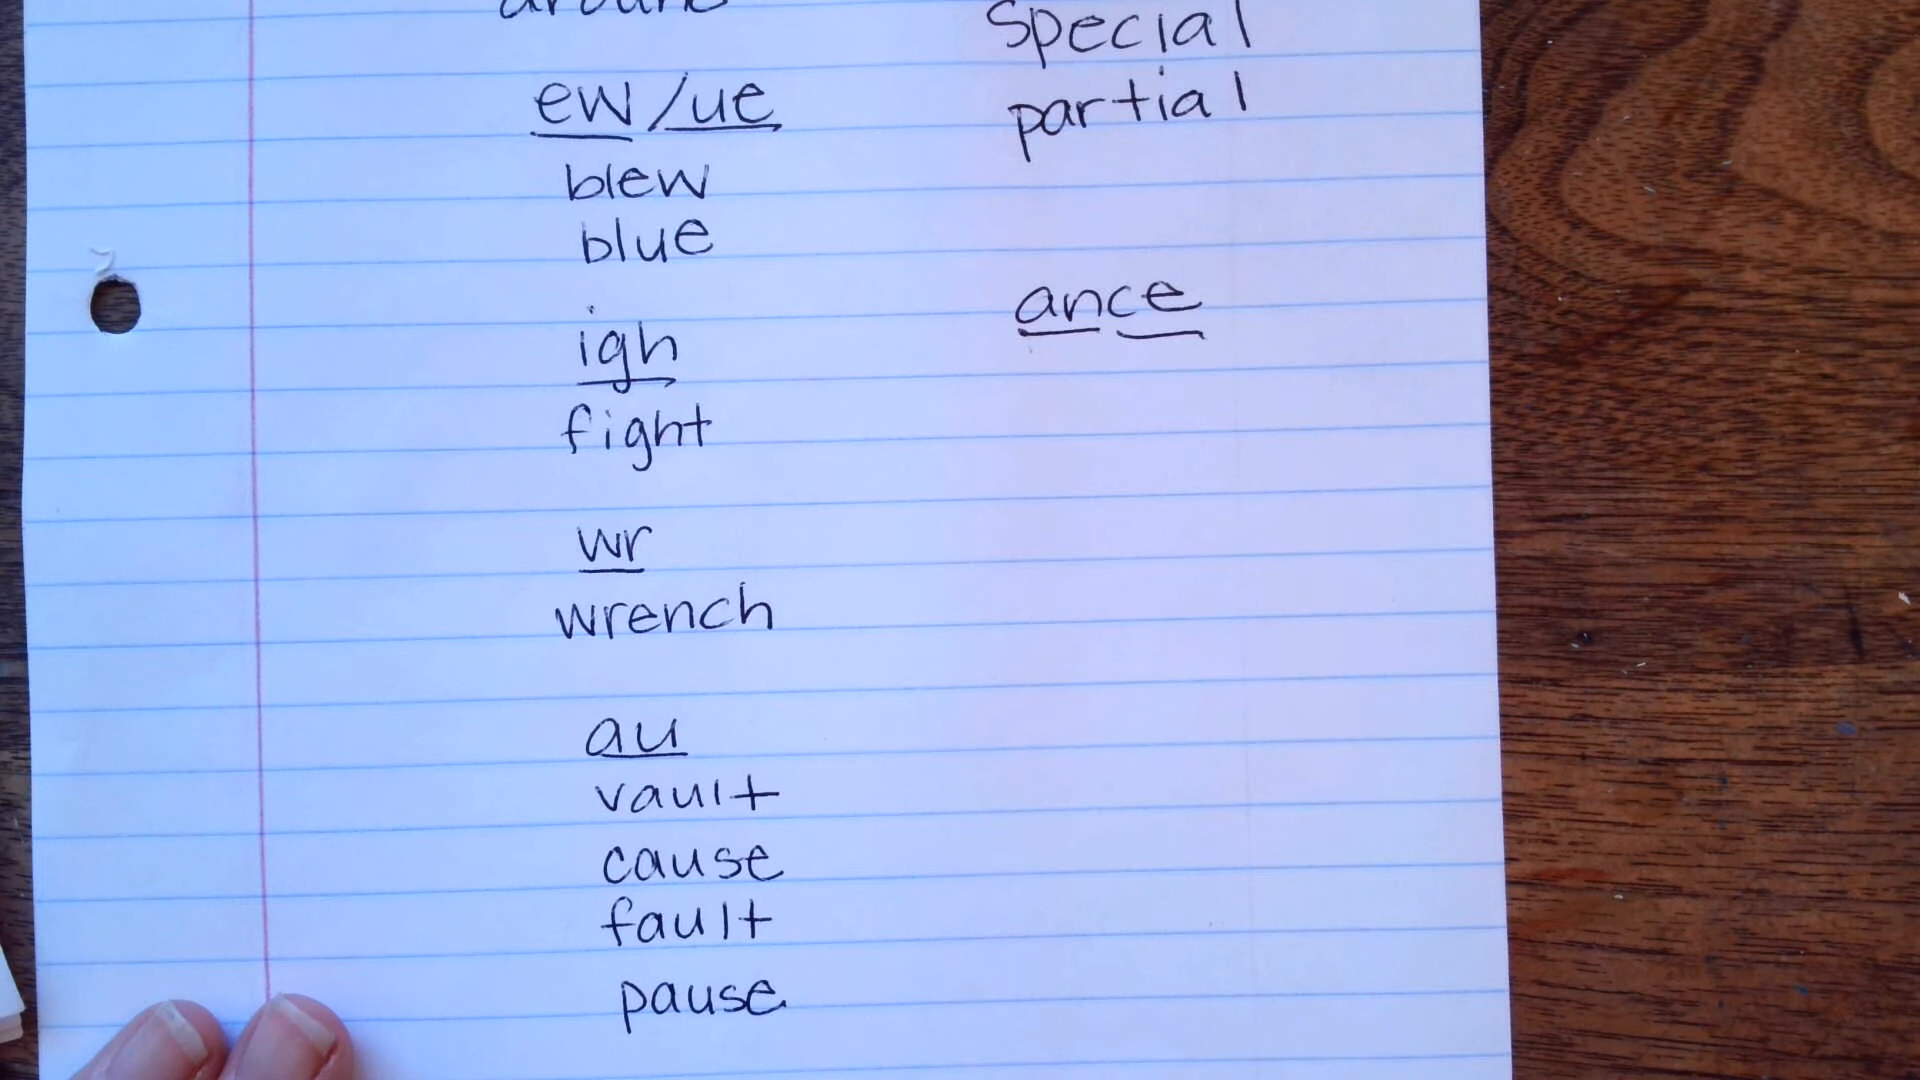 ew/ue
blew
blue
igh
fight
wr
wrench
au
vault
cause
fault
pause
Special
partial
ance